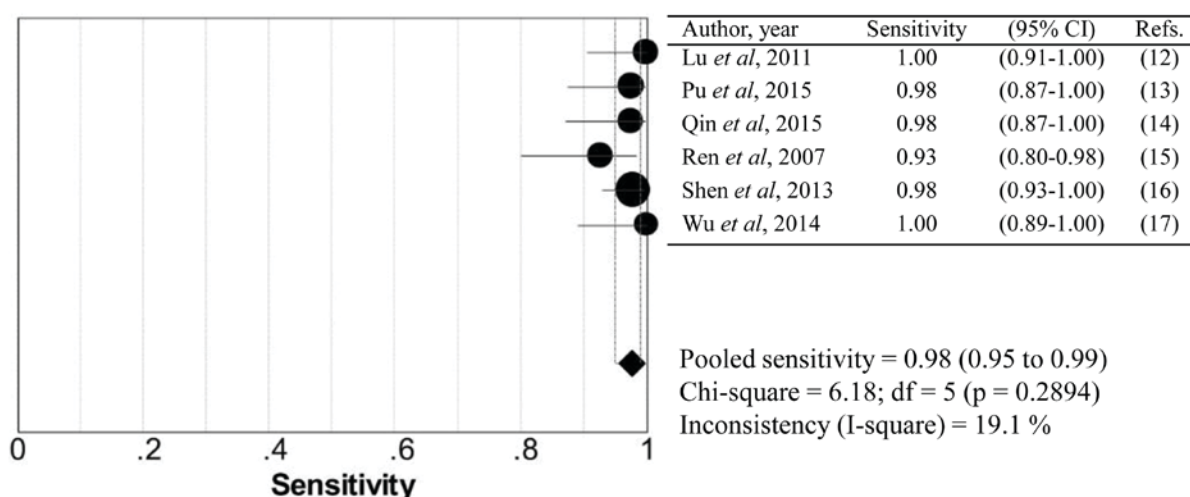 Author, year Sensitivity (95% CI) Refs.
Lu et al, 2011 1.00 (0.91-1.00) (12)
Pu et al, 2015 0.98 (0.87-1.00) (13)
Qin et al, 2015 0.98 (0.87-1.00) (14)
Ren et al, 2007 0.93 (0.80-0.98) (15)
Shen et al, 2013 0.98 (0.93-1.00) (16)
Wu et al, 2014 1.00 (0.89-1.00) (17)
Pooled sensitivity = 0.98 (0.95 to 0.99)
Chi-square = 6.18; df = 5 (p = 0.2894)
Inconsistency (I-square) = 19.1 %
0 .2 .4 .6 .8 1
Sensitivity